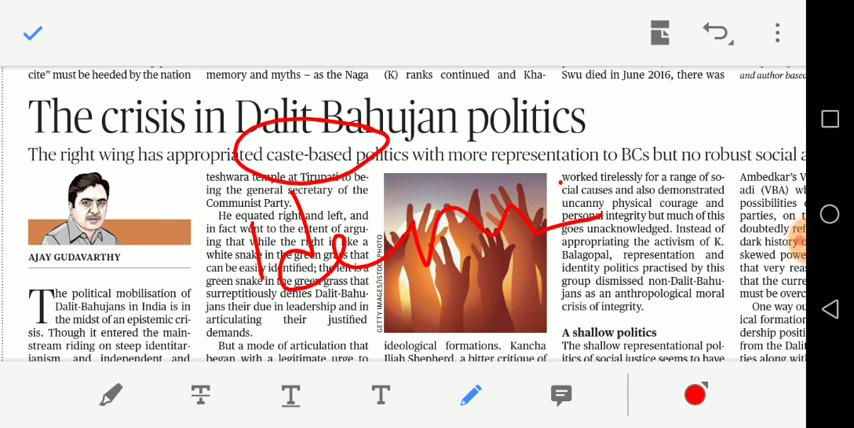 cite” must be heeded by the nation
memory and myths – as the Naga
(K) ranks continued and Kha-
Swu died in June 2016, there was
and author based
The crisis in Dalit Bahujan politics
The right wing has appropriated caste-based politics with more representation to BCs but no robust social a
AJAY GUDAVARTHY
The political mobilisation of
Dalit-Bahujans in India is in
the midst of an epistemic cri-
sis. Though it entered the main-
stream riding on steep identitar-
ianism, and independent and
teshwara temple at Tirupati to be-
ing the general secretary of the
Communist Party.
He equated right and left, and
in fact went to the extent of argu-
ing that while the right is like a
white snake in the green grass that
can be easily identified; the left is a
green snake in the green grass that
surreptitiously denies Dalit-Bahu-
jans their due in leadership and in
articulating their justified
demands.
But a mode of articulation that
began with a legitimate urge to
GETTY IMAGES/ISTOCKPHOTO
ideological formations. Kancha
Iliah Shepherd, a bitter critique of
worked tirelessly for a range of so-
cial causes and also demonstrated
uncanny physical courage and
personal integrity but much of this
goes unacknowledged. Instead of
appropriating the activism of K.
Balagopal, representation and
identity politics practised by this
group dismissed non-Dalit-Bahu-
jans as an anthropological moral
crisis of integrity.
A shallow politics
The shallow representational pol-
itics of social justice seems to have
Ambedkar's V
adi (VBA) wh
possibilities o
parties, on t
doubtedly ref
dark history o
skewed powe
that very reas
that the curre
must be overc
One way ou
ical formation
dership positi
from the Dalit
ties along with
T
T
T